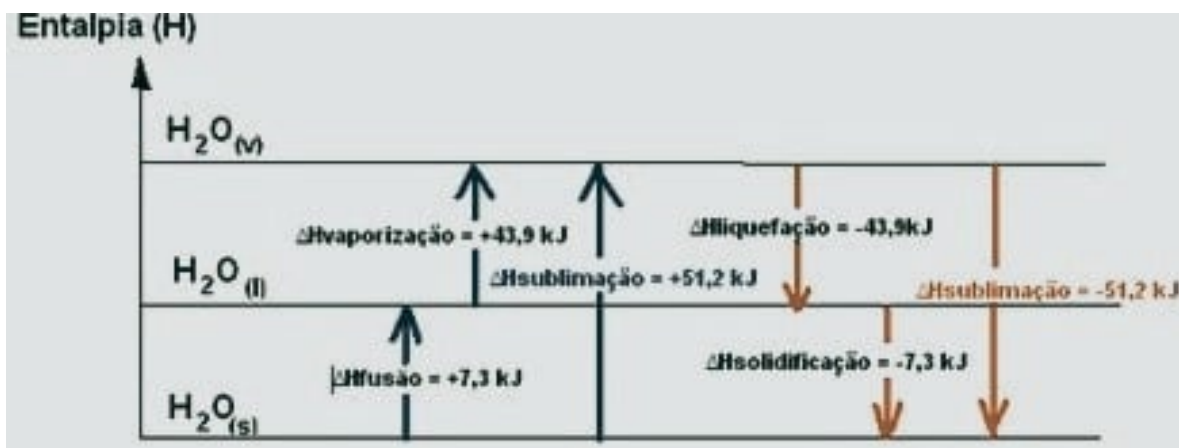 Entalpia (H)
H₂O(v)
ΔHvaporização = +43,9 kJ
ΔHliquefação = -43,9kJ
H₂O(l)
ΔHsublimação = +51,2 kJ
ΔHsublimação = -51,2 kJ
ΔHfusão = +7,3 kJ
ΔHsolidificação = -7,3 kJ
H₂O(s)